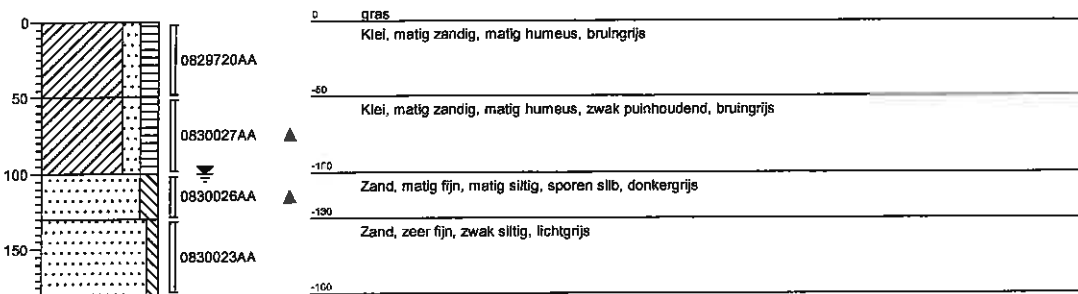 0
gras
0
Klei, matig zandig, matig humeus, bruingrijs
0829720AA
50
-50
Klei, matig zandig, matig humeus, zwak puinhoudend, bruingrijs
0830027AA
100
-100
Zand, matig fijn, matig siltig, sporen slib, donkergrijs
0830026AA
-130
Zand, zeer fijn, zwak siltig, lichtgrijs
150
0830023AA